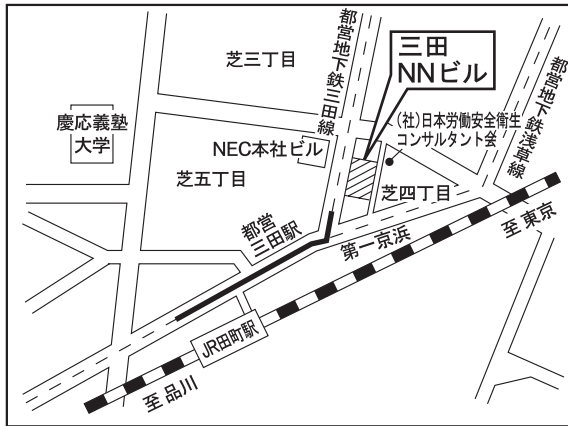 芝三丁目
都営地下鉄三田線
三田
NNビル
都営地下鉄浅草線
慶応義塾
大学
NEC本社ビル
(社)日本労働安全衛生
コンサルタント会
芝五丁目
芝四丁目
都営
三田駅
第一京浜
至 東京
JR田町駅
至 品川